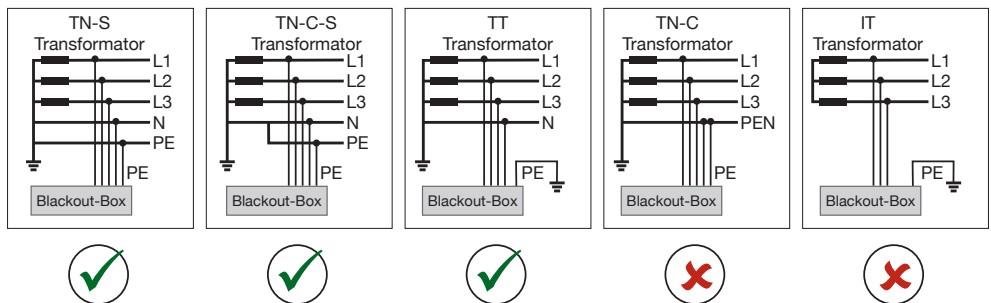 TN-S
Transformator
L1
L2
L3
N
PE
PE
Blackout-Box
TN-C-S
Transformator
L1
L2
L3
N
PE
PE
Blackout-Box
TT
Transformator
L1
L2
L3
N
PE
Blackout-Box
TN-C
Transformator
L1
L2
L3
PEN
PE
Blackout-Box
IT
Transformator
L1
L2
L3
PE
Blackout-Box